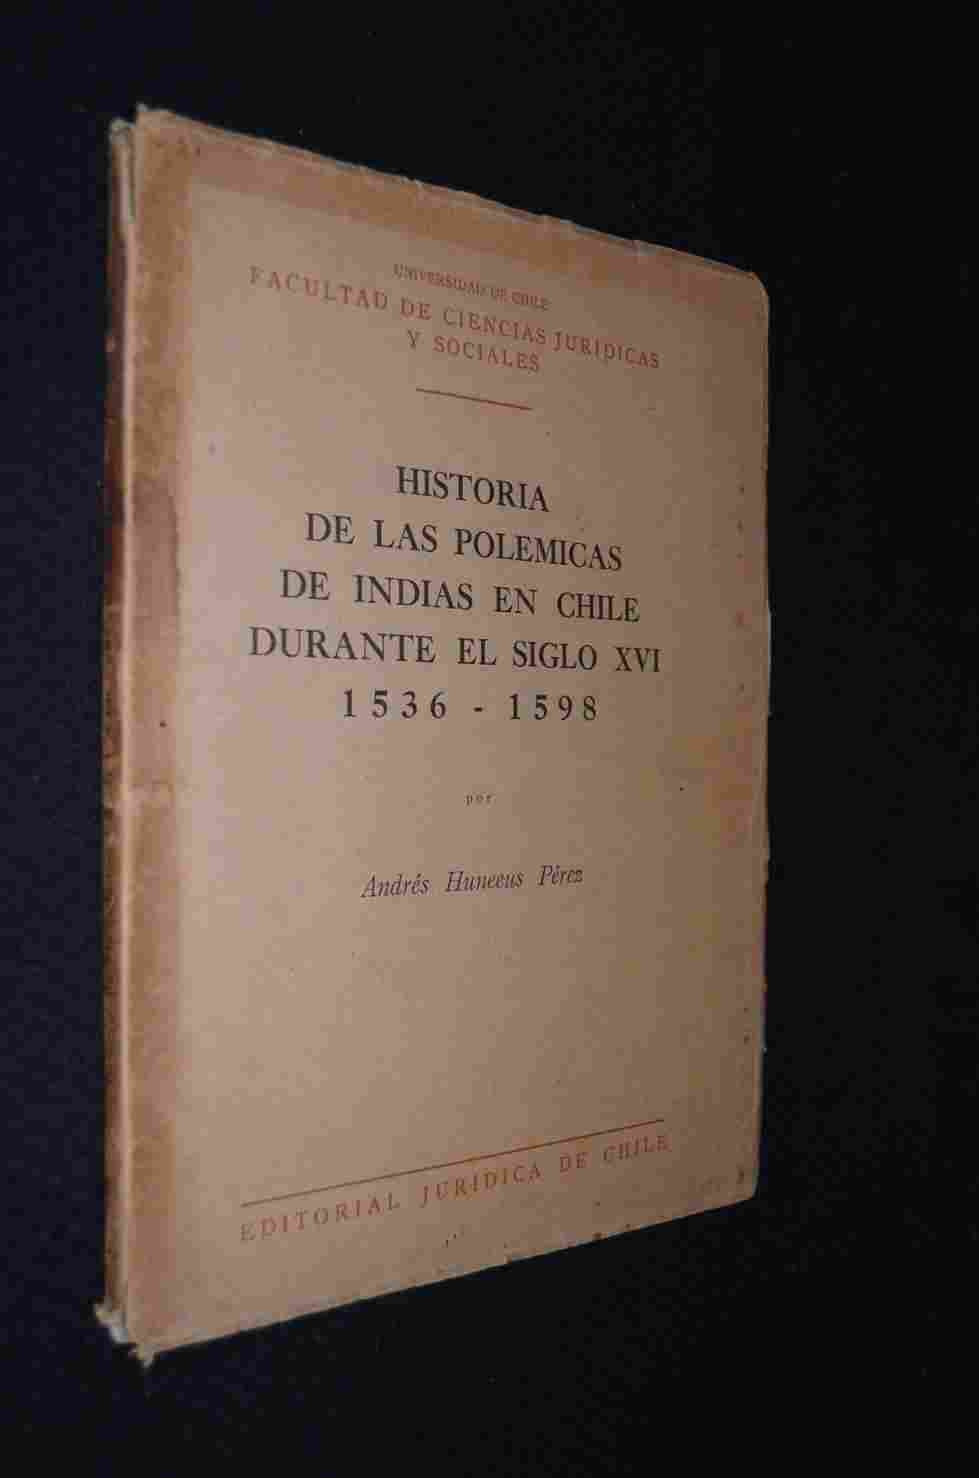 UNIVERSIDAD DE CHILE
FACULTAD DE CIENCIAS JURIDICAS
Y SOCIALES
HISTORIA
DE LAS POLEMICAS
DE INDIAS EN CHILE
DURANTE EL SIGLO XVI
1536 - 1598
por
Andrés Huneeus Pérez
EDITORIAL JURIDICA DE CHILE